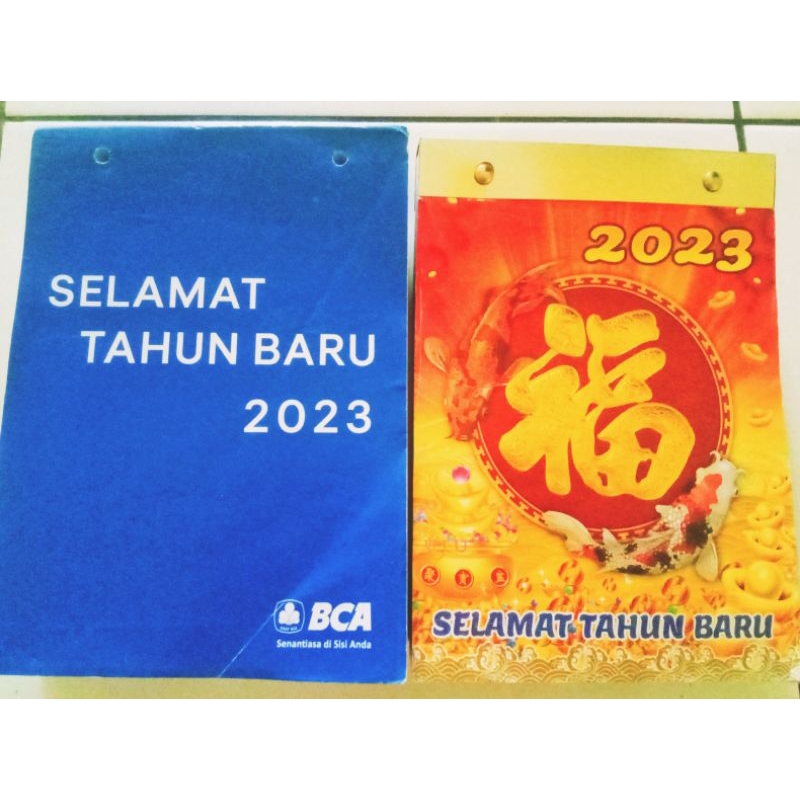 SELAMAT
TAHUN BARU
2023
BCA
Senantiasa di Sisi Anda
2023
福
SELAMAT TAHUN BARU